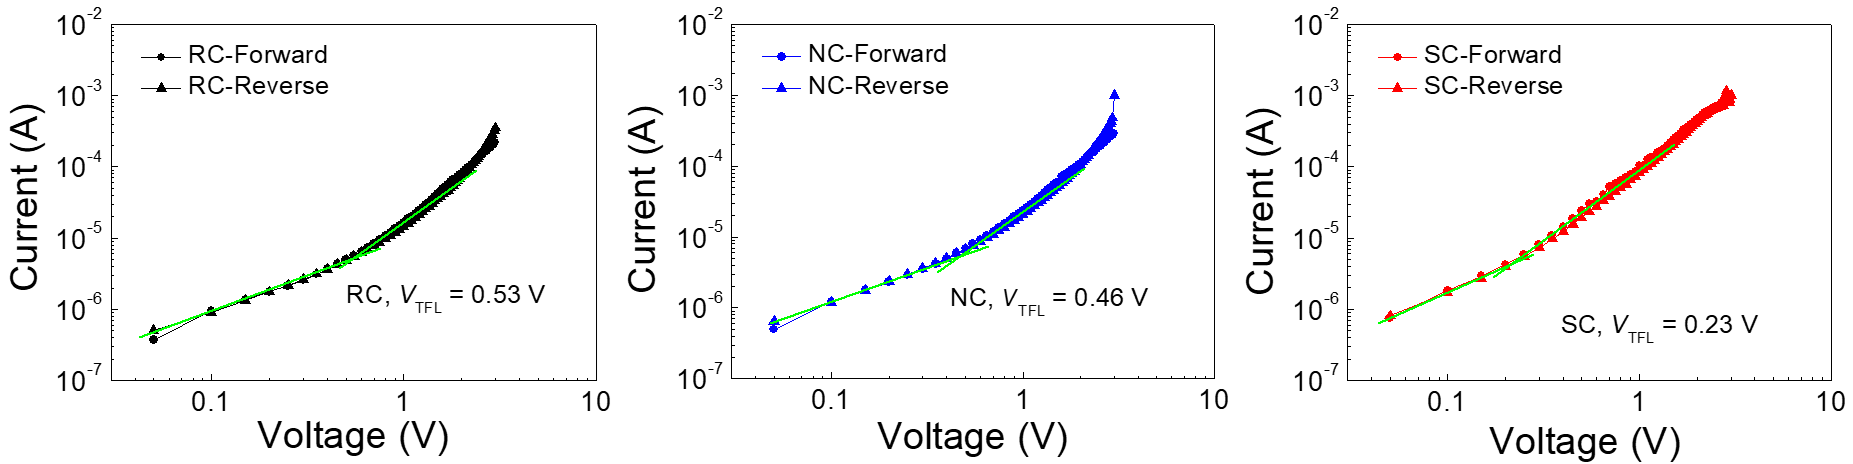 10⁻²
10⁻³
10⁻⁴
10⁻⁵
10⁻⁶
10⁻⁷
Current (A)
RC-Forward
RC-Reverse
RC, V_TFL = 0.53 V
0.1 1 10
Voltage (V)
10⁻²
10⁻³
10⁻⁴
10⁻⁵
10⁻⁶
10⁻⁷
Current (A)
NC-Forward
NC-Reverse
NC, V_TFL = 0.46 V
0.1 1 10
Voltage (V)
10⁻²
10⁻³
10⁻⁴
10⁻⁵
10⁻⁶
10⁻⁷
Current (A)
SC-Forward
SC-Reverse
SC, V_TFL = 0.23 V
0.1 1 10
Voltage (V)